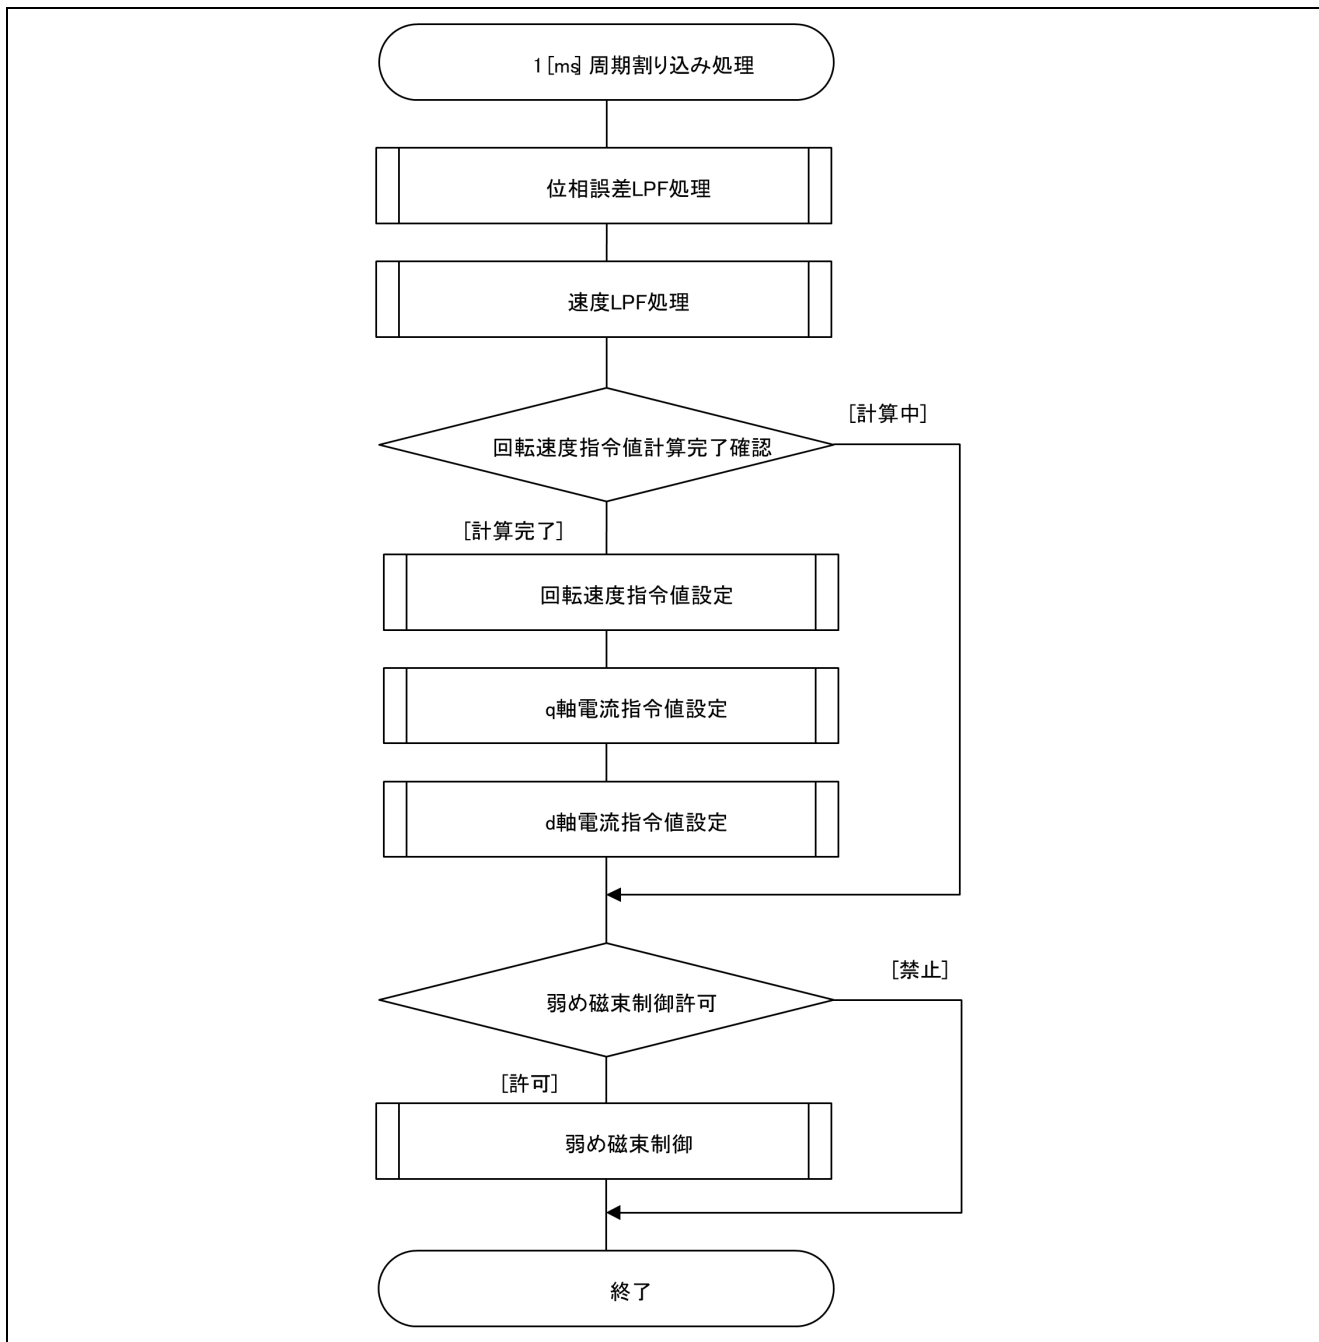 1[ms] 周期割り込み処理
位相誤差LPF処理
速度LPF処理
[計算中]
回転速度指令値計算完了確認
[計算完了]
回転速度指令値設定
q軸電流指令値設定
d軸電流指令値設定
[禁止]
弱め磁束制御許可
[許可]
弱め磁束制御
終了